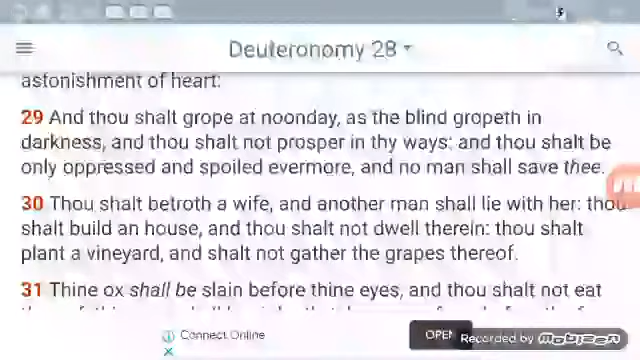 Deuteronomy 28
astonishment of heart:
29 And thou shalt grope at noonday, as the blind gropeth in
darkness, and thou shalt not prosper in thy ways: and thou shalt be
only oppressed and spoiled evermore, and no man shall save thee.
30 Thou shalt betroth a wife, and another man shall lie with her: thou
shalt build an house, and thou shalt not dwell therein: thou shalt
plant a vineyard, and shalt not gather the grapes thereof.
31 Thine ox shall be slain before thine eyes, and thou shalt not eat
Connect Online
OPEN
Recorded by mobizen